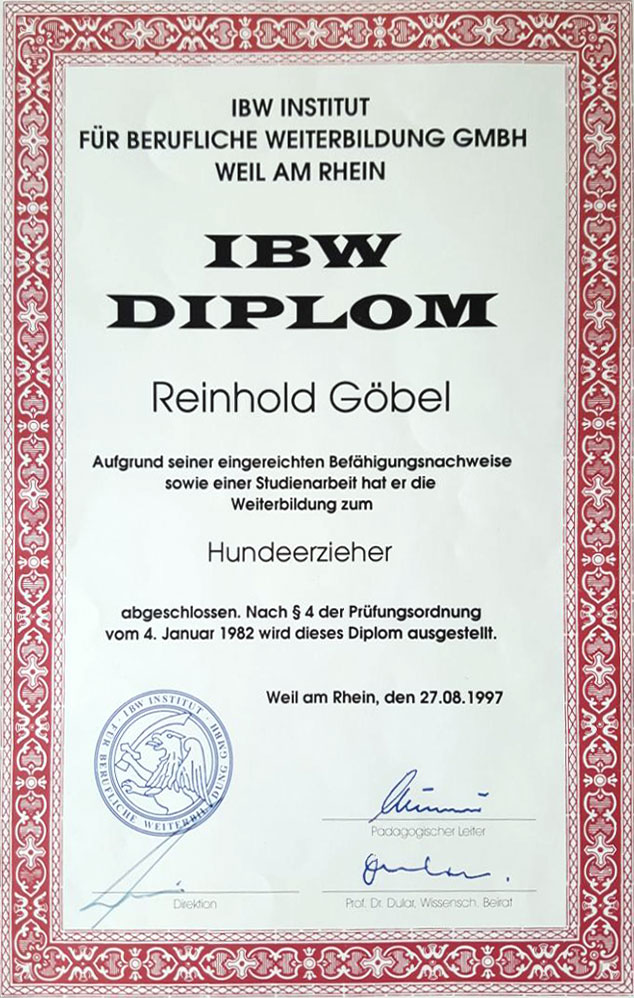 IBW INSTITUT
FÜR BERUFLICHE WEITERBILDUNG GMBH
WEIL AM RHEIN
IBW
DIPLOM
Reinhold Göbel
Aufgrund seiner eingereichten Befähigungsnachweise
sowie einer Studienarbeit hat er die
Weiterbildung zum
Hundeerzieher
abgeschlossen. Nach § 4 der Prüfungsordnung
vom 4. Januar 1982 wird dieses Diplom ausgestellt.
Weil am Rhein, den 27.08.1997
· IBW INSTITUT · FÜR BERUFLICHE WEITERBILDUNG GMBH
Pädagogischer Leiter
Direktion
Prof. Dr. Dular, Wissensch. Beirat